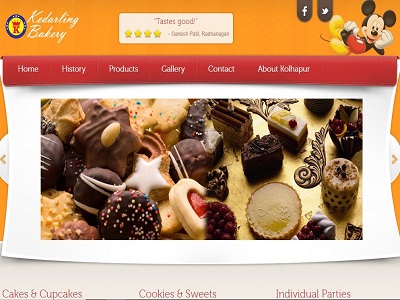 Kedarling
Bakery
"Tastes good!"
- Ganesh Patil, Radhanagari
Home History Products Gallery Contact About Kolhapur
Cakes & Cupcakes Cookies & Sweets Individual Parties